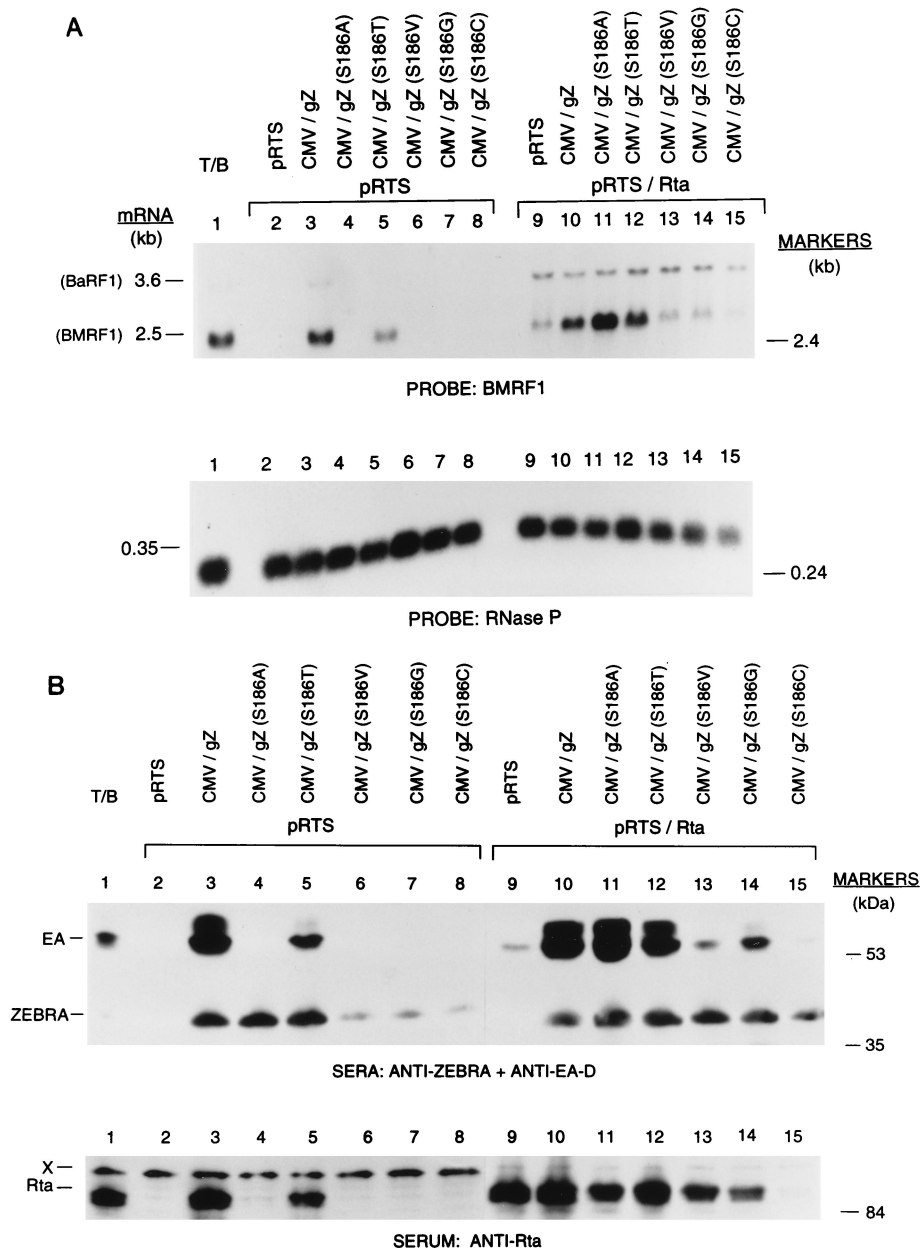 A
T/B
pRTS
CMV / gZ
CMV / gZ (S186A)
CMV / gZ (S186T)
CMV / gZ (S186V)
CMV / gZ (S186G)
CMV / gZ (S186C)
pRTS
CMV / gZ
CMV / gZ (S186A)
CMV / gZ (S186T)
CMV / gZ (S186V)
CMV / gZ (S186G)
CMV / gZ (S186C)
pRTS
pRTS / Rta
mRNA
(kb)
1 2 3 4 5 6 7 8 9 10 11 12 13 14 15
MARKERS
(kb)
(BaRF1) 3.6
(BMRF1) 2.5
2.4
PROBE: BMRF1
1 2 3 4 5 6 7 8 9 10 11 12 13 14 15
0.35
0.24
PROBE: RNase P
B
T/B
pRTS
CMV / gZ
CMV / gZ (S186A)
CMV / gZ (S186T)
CMV / gZ (S186V)
CMV / gZ (S186G)
CMV / gZ (S186C)
pRTS
CMV / gZ
CMV / gZ (S186A)
CMV / gZ (S186T)
CMV / gZ (S186V)
CMV / gZ (S186G)
CMV / gZ (S186C)
pRTS
pRTS / Rta
1 2 3 4 5 6 7 8 9 10 11 12 13 14 15
MARKERS
(kDa)
EA
53
ZEBRA
35
SERA: ANTI-ZEBRA + ANTI-EA-D
1 2 3 4 5 6 7 8 9 10 11 12 13 14 15
X
Rta
84
SERUM: ANTI-Rta